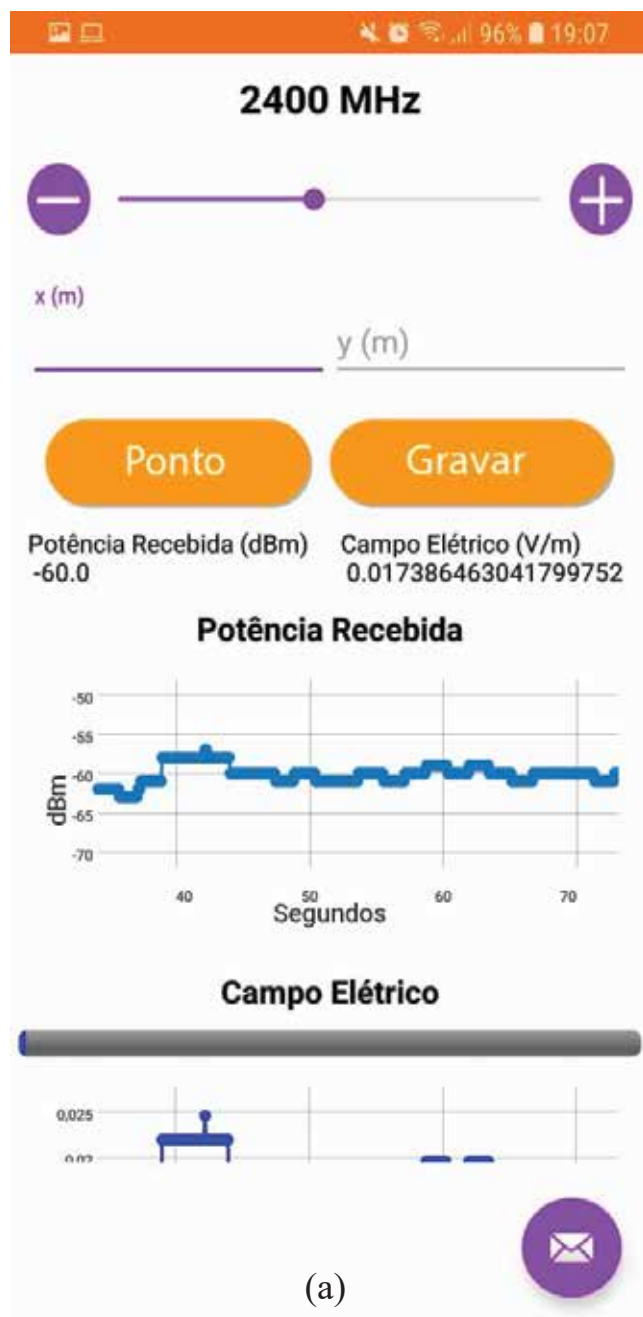 96% 19:07
2400 MHz
x (m)
y (m)
Ponto Gravar
Potência Recebida (dBm) Campo Elétrico (V/m)
-60.0 0.017386463041799752
Potência Recebida
-50
-55
-60
-65
-70
dBm
40 50 60 70
Segundos
Campo Elétrico
0,025
0,02
(a)